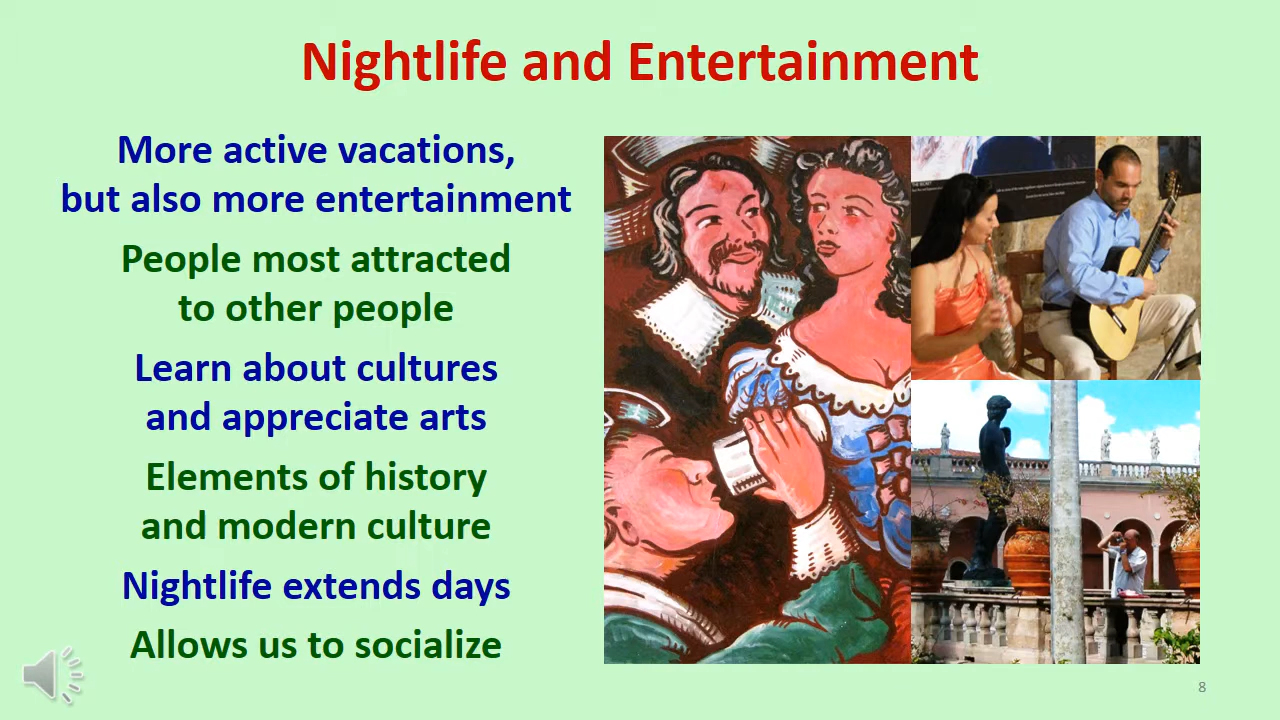 Nightlife and Entertainment
More active vacations,
but also more entertainment
People most attracted
to other people
Learn about cultures
and appreciate arts
Elements of history
and modern culture
Nightlife extends days
Allows us to socialize
8